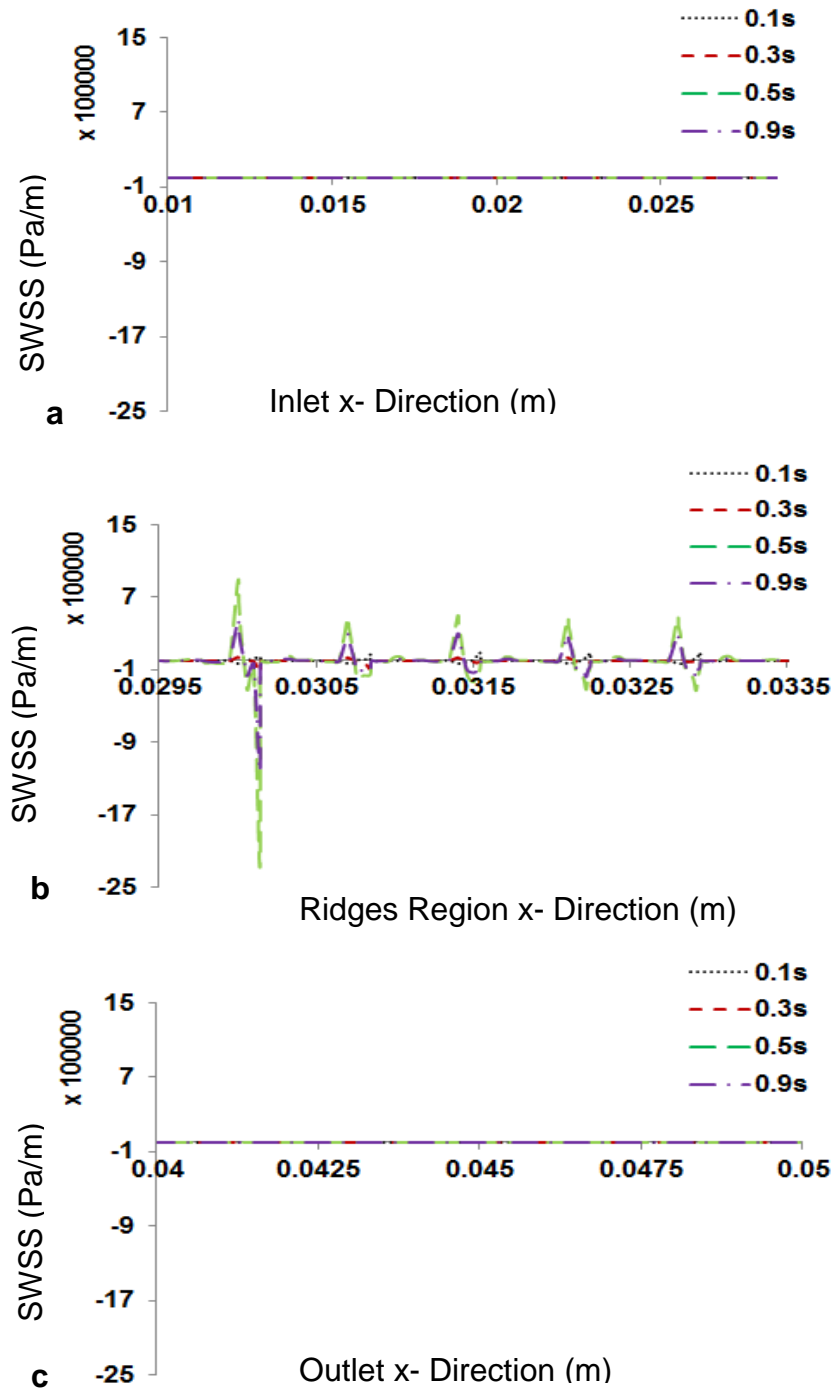 0.1s
0.3s
0.5s
0.9s
x 100000
15
7
-1
-9
-17
-25
0.01
0.015
0.02
0.025
SWSS (Pa/m)
Inlet x- Direction (m)
a
0.1s
0.3s
0.5s
0.9s
x 100000
15
7
-1
-9
-17
-25
0.0295
0.0305
0.0315
0.0325
0.0335
SWSS (Pa/m)
Ridges Region x- Direction (m)
b
0.1s
0.3s
0.5s
0.9s
x 100000
15
7
-1
-9
-17
-25
0.04
0.0425
0.045
0.0475
0.05
SWSS (Pa/m)
Outlet x- Direction (m)
c